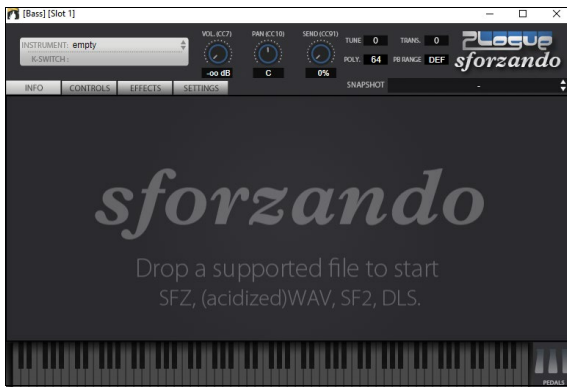 [Bass] [Slot 1]
INSTRUMENT: empty
K-SWITCH:
VOL. (CC7)
-oo dB
PAN (CC10)
C
SEND (CC91)
0%
TUNE 0
TRANS. 0
POLY. 64
PB RANGE DEF
Plogue
sforzando
INFO
CONTROLS
EFFECTS
SETTINGS
SNAPSHOT -
sforzando
Drop a supported file to start
SFZ, (acidized)WAV, SF2, DLS.
PEDALS